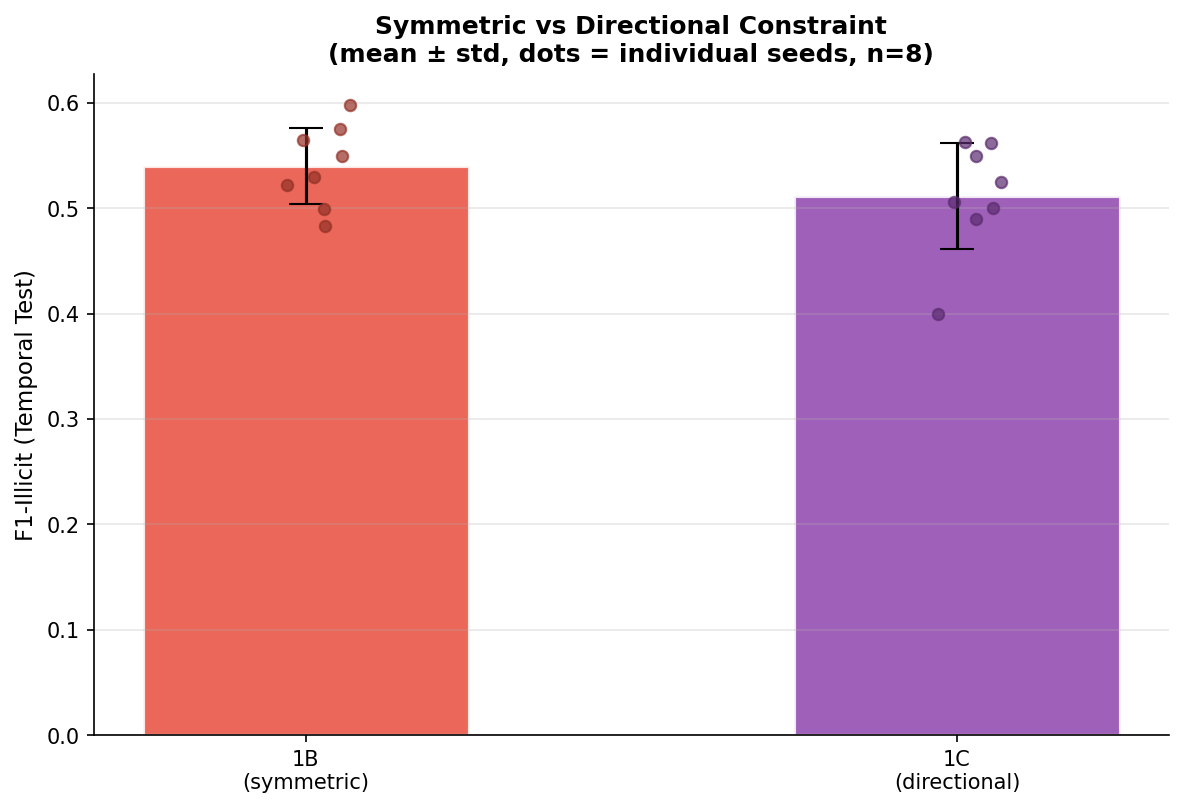 Symmetric vs Directional Constraint
(mean ± std, dots = individual seeds, n=8)
F1-Illicit (Temporal Test)
0.6
0.5
0.4
0.3
0.2
0.1
0.0
1B
(symmetric)
1C
(directional)